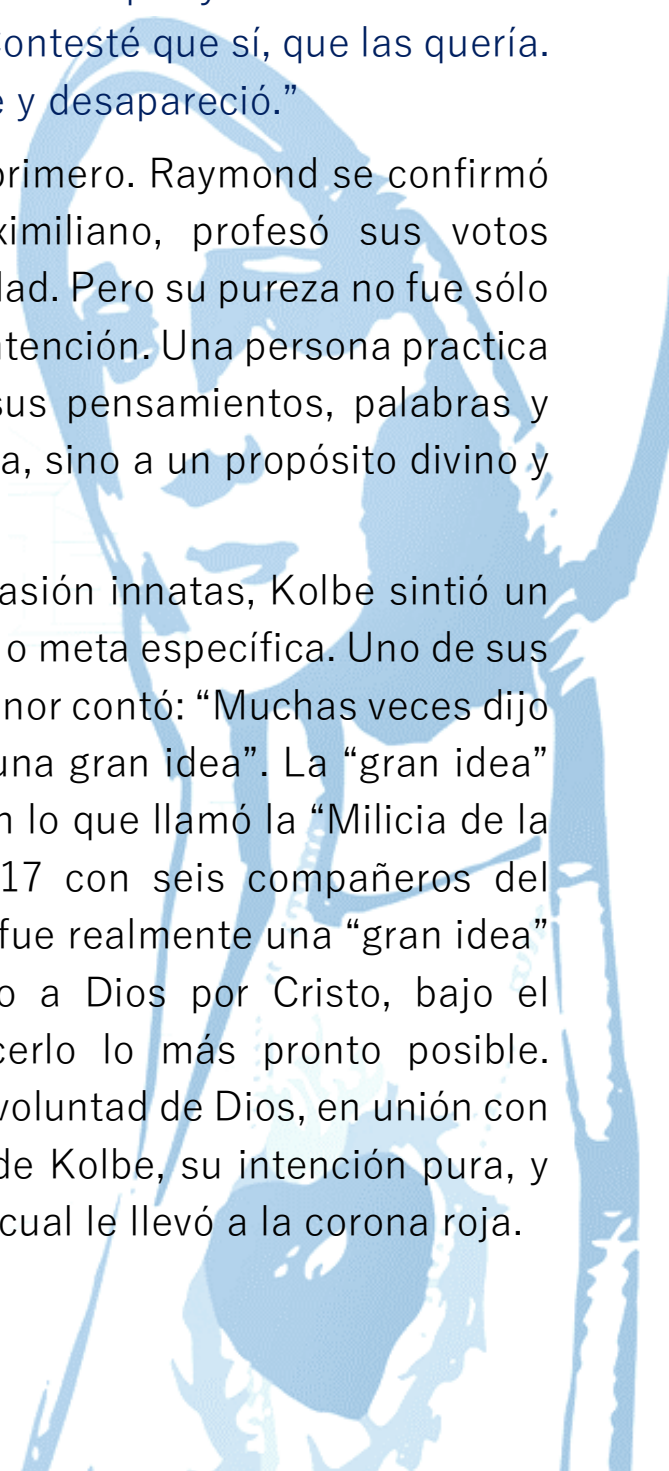 ontesté que sí, que las quería.
y desapareció.”
primero. Raymond se confirmó
ximiliano, profesó sus votos
dad. Pero su pureza no fue sólo
ntención. Una persona practica
sus pensamientos, palabras y
a, sino a un propósito divino y
asión innatas, Kolbe sintió un
o meta específica. Uno de sus
nor contó: “Muchas veces dijo
una gran idea”. La “gran idea”
n lo que llamó la “Milicia de la
17 con seis compañeros del
fue realmente una “gran idea”
o a Dios por Cristo, bajo el
cerlo lo más pronto posible.
voluntad de Dios, en unión con
de Kolbe, su intención pura, y
cual le llevó a la corona roja.